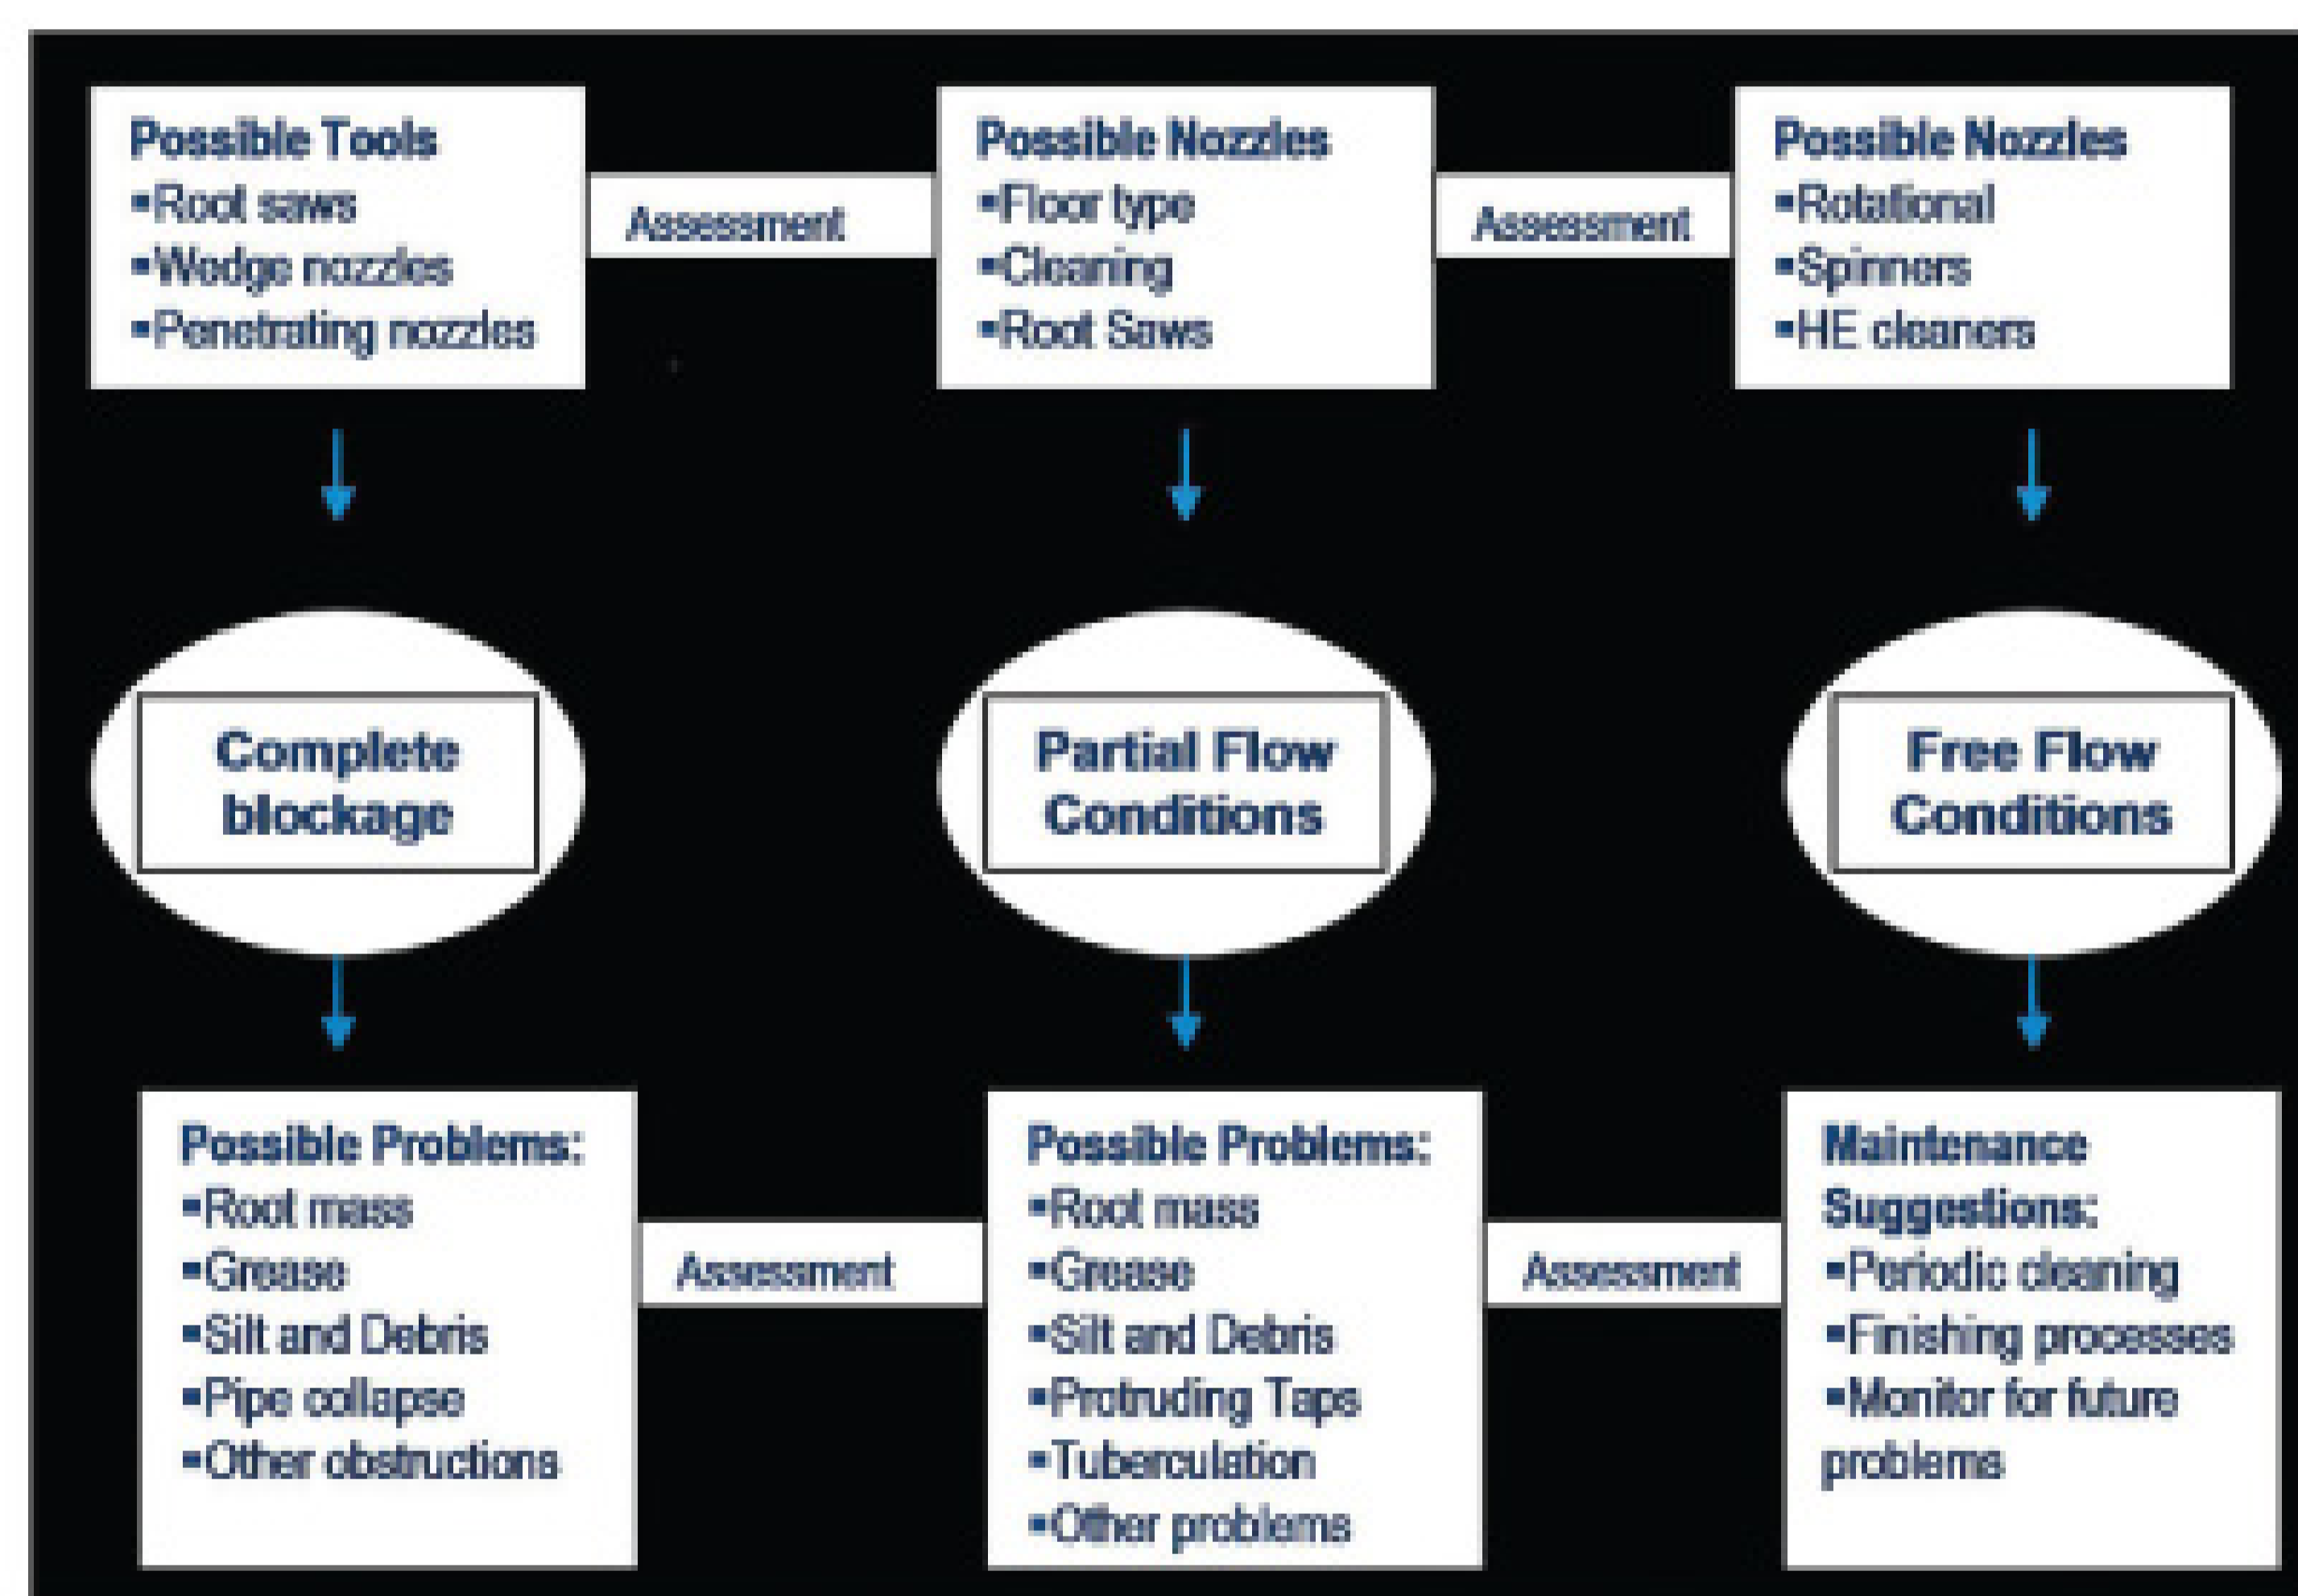 Possible Tools
▪Root saws
▪Wedge nozzles
▪Penetrating nozzles
Assessment
Possible Nozzles
▪Floor type
▪Cleaning
▪Root Saws
Assessment
Possible Nozzles
▪Rotational
▪Spinners
▪HE cleaners
Complete
blockage
Partial Flow
Conditions
Free Flow
Conditions
Possible Problems:
▪Root mass
▪Grease
▪Silt and Debris
▪Pipe collapse
▪Other obstructions
Assessment
Possible Problems:
▪Root mass
▪Grease
▪Silt and Debris
▪Protruding Taps
▪Tuberculation
▪Other problems
Assessment
Maintenance
Suggestions:
▪Periodic cleaning
▪Finishing processes
▪Monitor for future
problems